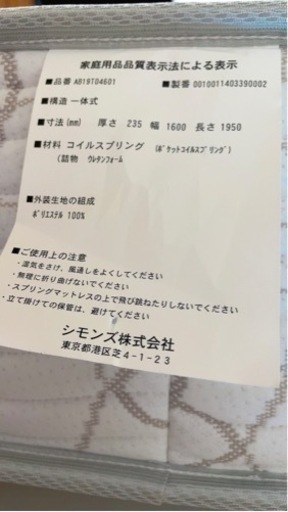 家庭用品品質表示法による表示
■品番 AB19T04601 ■製番 0010011403390002
■構造 一体式
■寸法(mm) 厚さ 235 幅 1600 長さ 1950
■材料 コイルスプリング (ポケットコイルスプリング)
(詰物 ウレタンフォーム
■外装生地の組成
ポリエステル 100%
■ご使用上の注意
・湿気をさけ、風通しをよくしてください
・無理に折り曲げないでください
・スプリングマットレスの上で飛び跳ねたりしないでください
・立て掛けての保管は、避けてください
シモンズ株式会社
東京都港区芝4-1-23